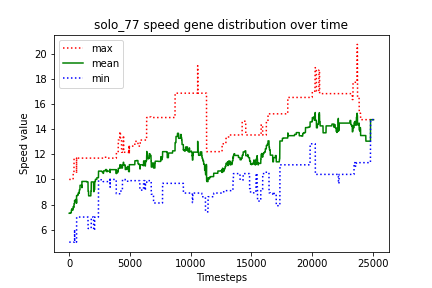 solo_77 speed gene distribution over time
max
mean
min
Speed value
20
18
16
14
12
10
8
6
0
5000
10000
15000
20000
25000
Timesteps